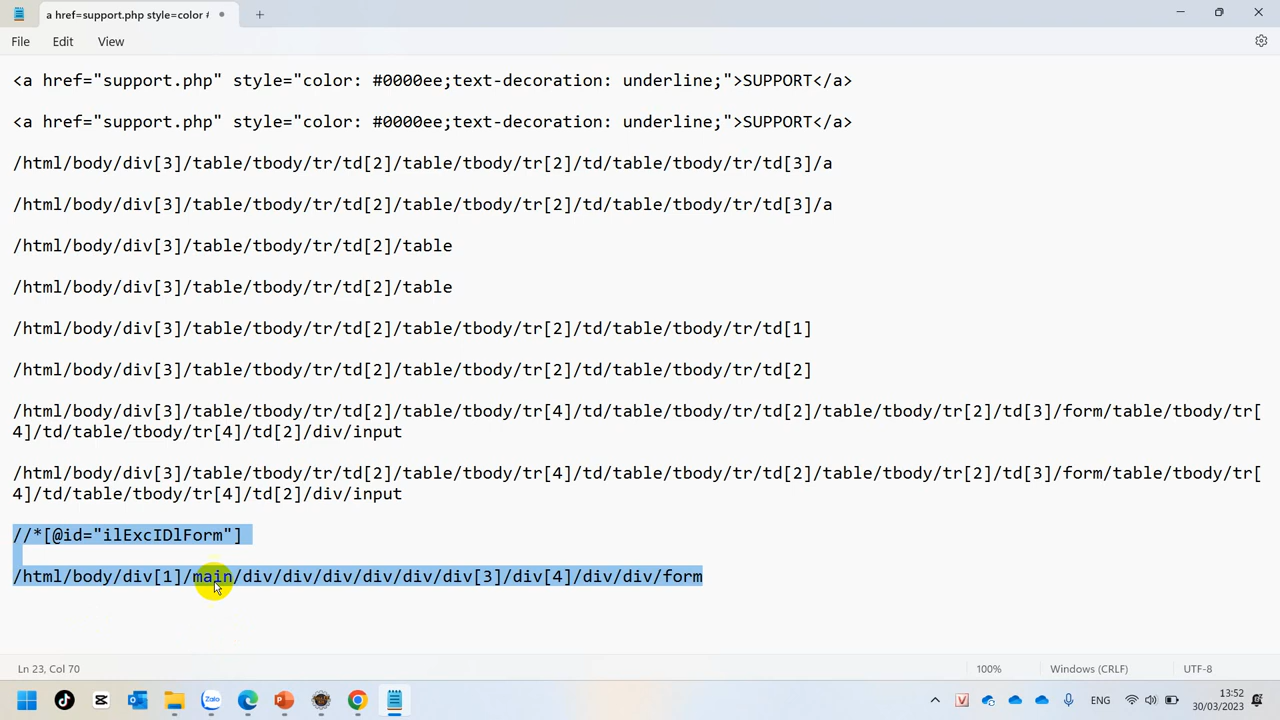 a href=support.php style=color #
File
Edit
View
<a href="support.php" style="color: #0000ee;text-decoration: underline;">SUPPORT</a>
<a href="support.php" style="color: #0000ee;text-decoration: underline;">SUPPORT</a>
/html/body/div[3]/table/tbody/tr/td[2]/table/tbody/tr[2]/td/table/tbody/tr/td[3]/a
/html/body/div[3]/table/tbody/tr/td[2]/table/tbody/tr[2]/td/table/tbody/tr/td[3]/a
/html/body/div[3]/table/tbody/tr/td[2]/table
/html/body/div[3]/table/tbody/tr/td[2]/table
/html/body/div[3]/table/tbody/tr/td[2]/table/tbody/tr[2]/td/table/tbody/tr/td[1]
/html/body/div[3]/table/tbody/tr/td[2]/table/tbody/tr[2]/td/table/tbody/tr/td[2]
/html/body/div[3]/table/tbody/tr/td[2]/table/tbody/tr[4]/td/table/tbody/tr/td[2]/table/tbody/tr[2]/td[3]/form/table/tbody/tr[
4]/td/table/tbody/tr[4]/td[2]/div/input
/html/body/div[3]/table/tbody/tr/td[2]/table/tbody/tr[4]/td/table/tbody/tr/td[2]/table/tbody/tr[2]/td[3]/form/table/tbody/tr[
4]/td/table/tbody/tr[4]/td[2]/div/input
//*[@id="ilExcIDlForm"]
/html/body/div[1]/main/div/div/div/div/div/div[3]/div[4]/div/div/form
Ln 23, Col 70
100%
Windows (CRLF)
UTF-8
Zalo
ENG
13:52
30/03/2023